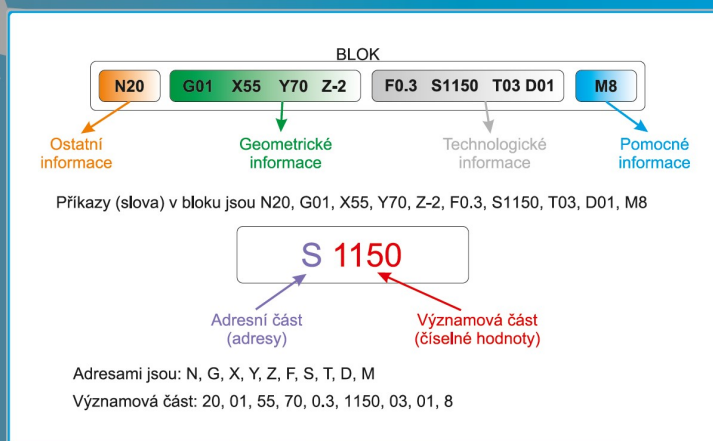 BLOK
N20 G01 X55 Y70 Z-2 F0.3 S1150 T03 D01 M8
Ostatní informace
Geometrické informace
Technologické informace
Pomocné informace
Příkazy (slova) v bloku jsou N20, G01, X55, Y70, Z-2, F0.3, S1150, T03, D01, M8
S 1150
Adresní část
(adresy)
Významová část
(číselné hodnoty)
Adresami jsou: N, G, X, Y, Z, F, S, T, D, M
Významová část: 20, 01, 55, 70, 0.3, 1150, 03, 01, 8